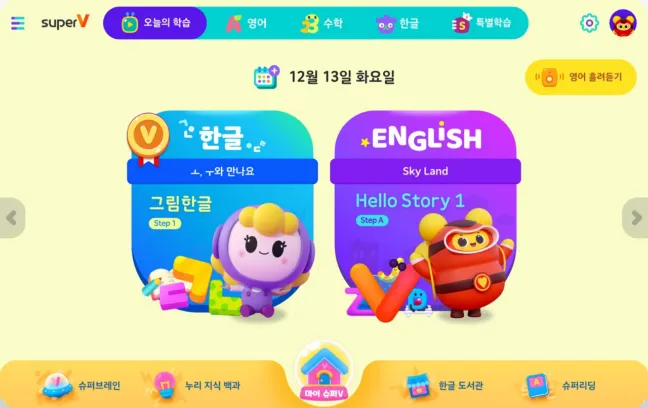 superV
오늘의 학습
영어
수학
한글
특별학습
12월 13일 화요일
영어 흘려듣기
V
한글
ㅗ, ㅜ와 만나요
그림한글
Step 1
ENGLISH
Sky Land
Hello Story 1
Step A
슈퍼브레인
누리 지식 백과
마이 슈퍼V
한글 도서관
슈퍼리딩